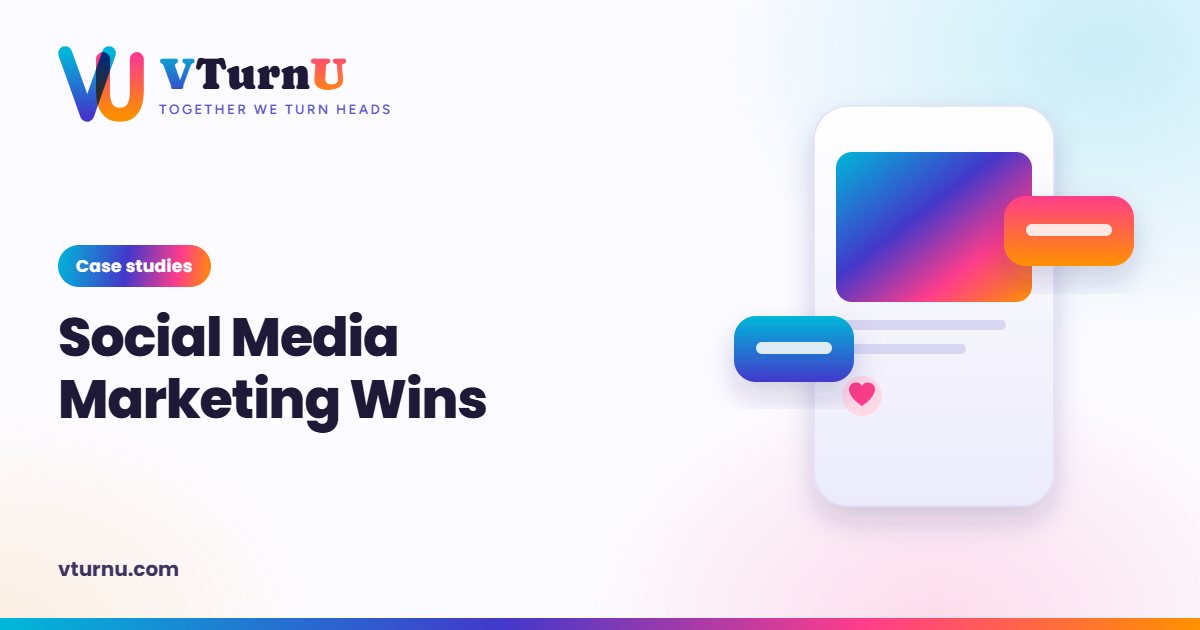 VTurnU
TOGETHER WE TURN HEADS
Case studies
Social Media
Marketing Wins
vturnu.com